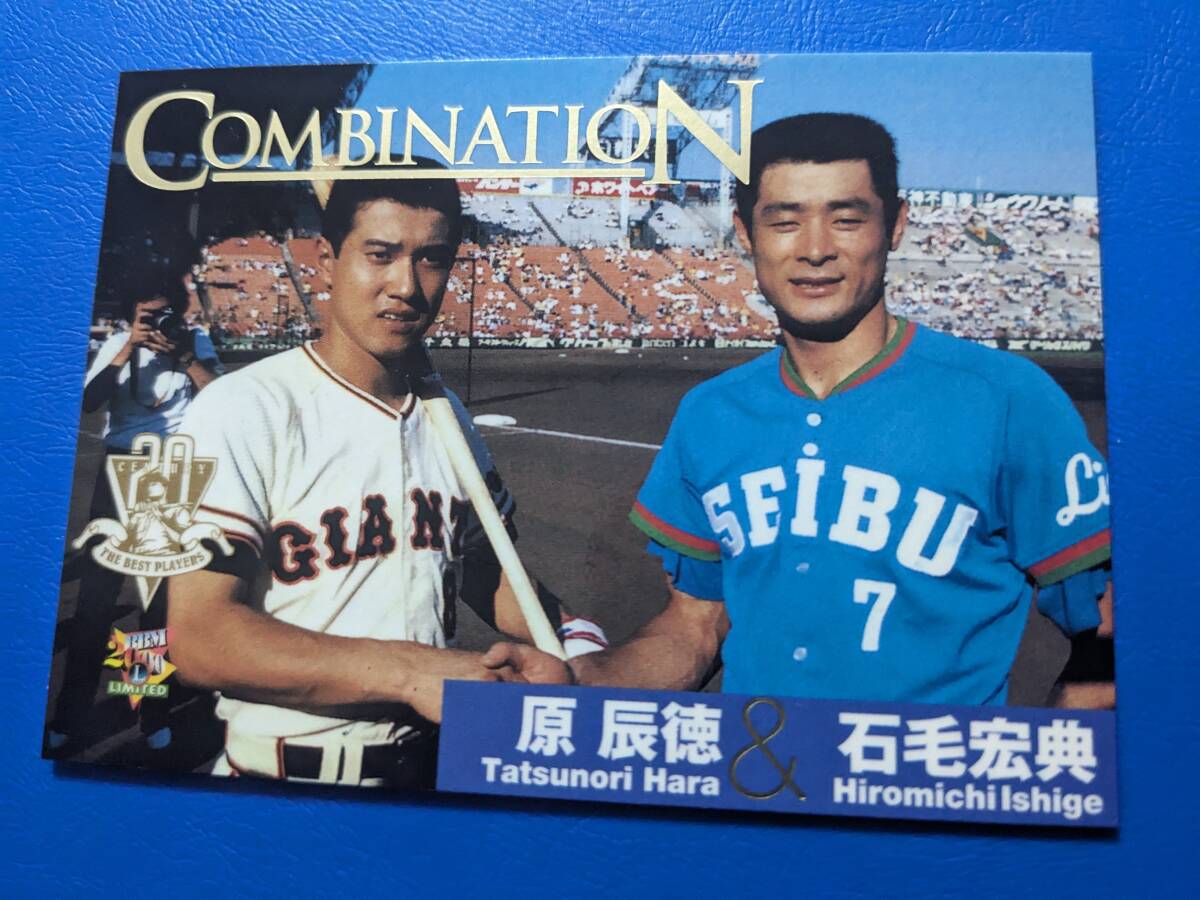 COMBINATION
GIANT
SEIBU
7
Li
20
CENTURY
THE BEST PLAYERS
BBM
2000
L
LIMITED
原 辰徳 & 石毛宏典
Tatsunori Hara Hiromichi Ishige